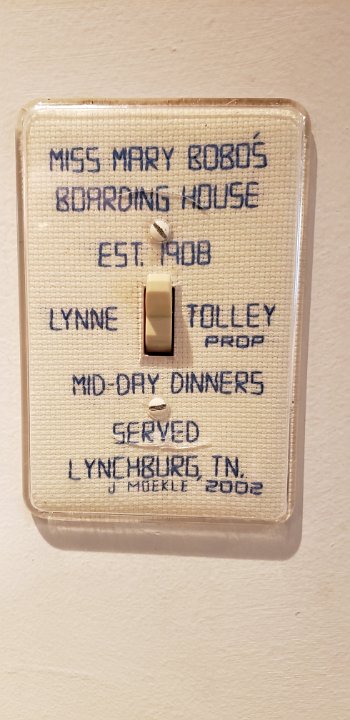 MISS MARY BOBO'S
BOARDING HOUSE
EST. 1908
LYNNE TOLLEY
PROP
MID-DAY DINNERS
SERVED
LYNCHBURG, TN.
J MOEKLE 2002